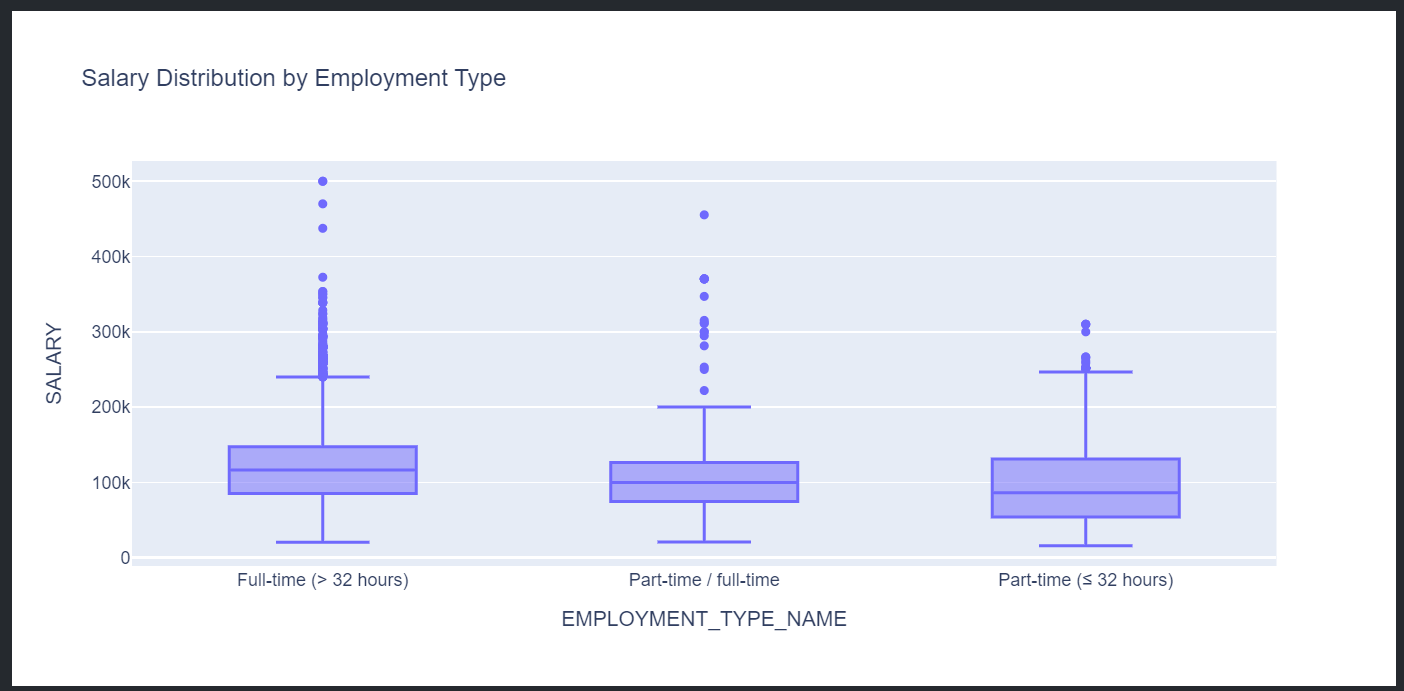 Salary Distribution by Employment Type
500k
400k
300k
200k
100k
0
SALARY
Full-time (> 32 hours)
Part-time / full-time
Part-time (≤ 32 hours)
EMPLOYMENT_TYPE_NAME